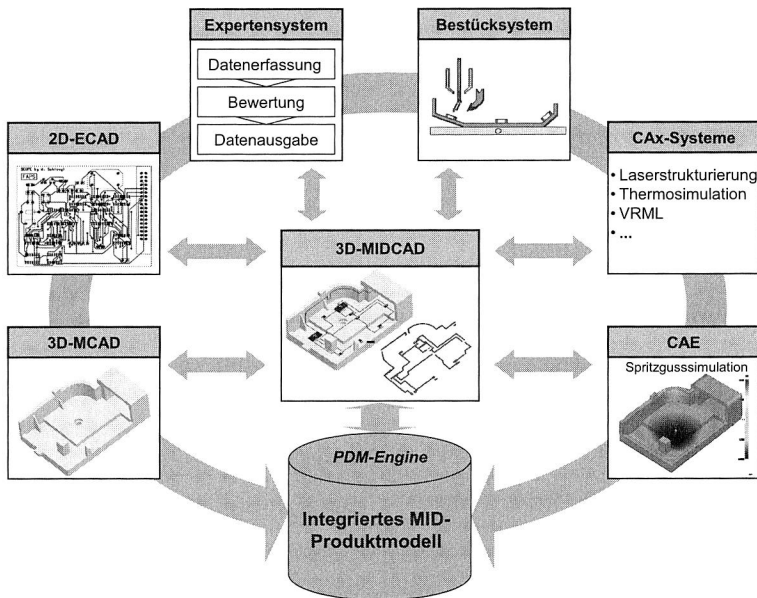 Expertensystem
Datenerfassung
Bewertung
Datenausgabe
Bestücksystem
2D-ECAD
FAPS
CAx-Systeme
• Laserstrukturierung
• Thermosimulation
• VRML
• ...
3D-MIDCAD
3D-MCAD
CAE
Spritzgusssimulation
PDM-Engine
Integriertes MID-
Produktmodell